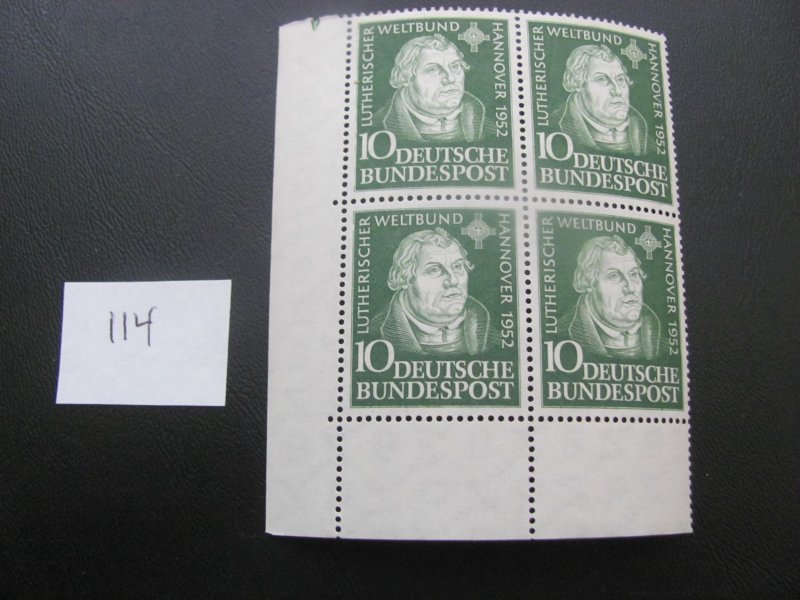 114
LUTHERISCHER
WELTBUND
HANNOVER 1952
10 DEUTSCHE
BUNDESPOST
LUTHERISCHER
WELTBUND
HANNOVER 1952
10 DEUTSCHE
BUNDESPOST
LUTHERISCHER
WELTBUND
HANNOVER 1952
10 DEUTSCHE
BUNDESPOST
LUTHERISCHER
WELTBUND
HANNOVER 1952
10 DEUTSCHE
BUNDESPOST